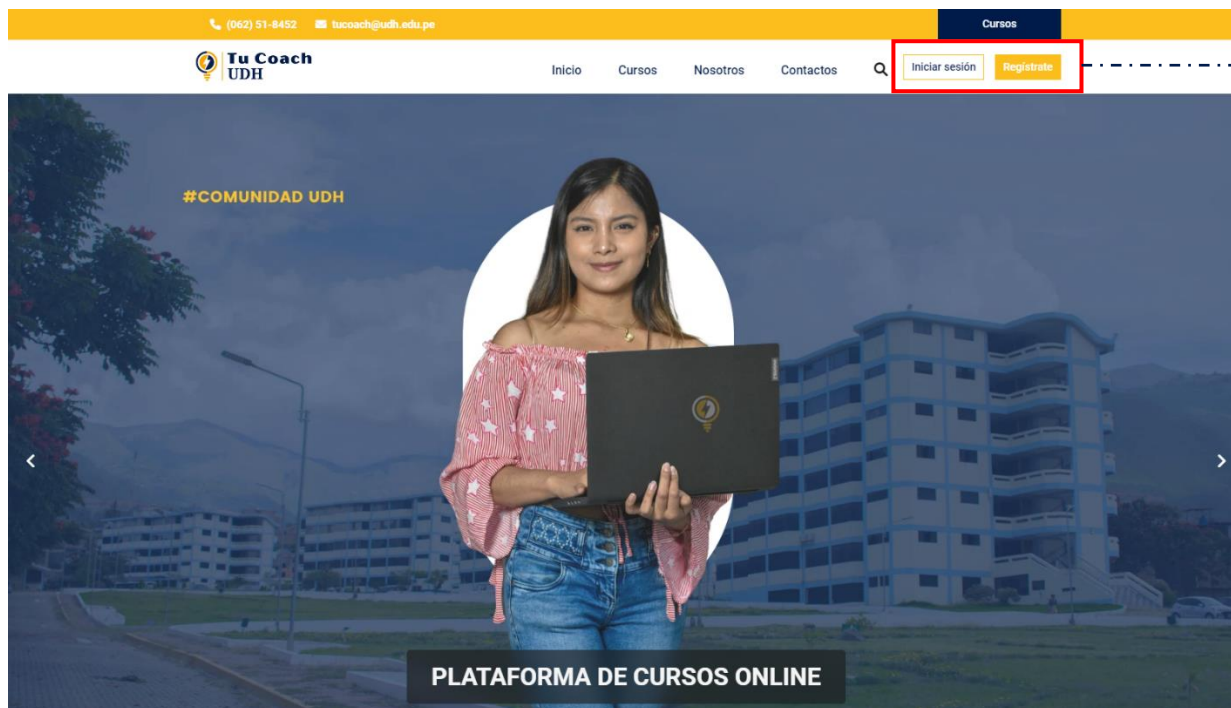 (062) 51-8452 tucoach@udh.edu.pe Cursos
Tu Coach
UDH
Inicio Cursos Nosotros Contactos Iniciar sesión Regístrate
#COMUNIDAD UDH
PLATAFORMA DE CURSOS ONLINE